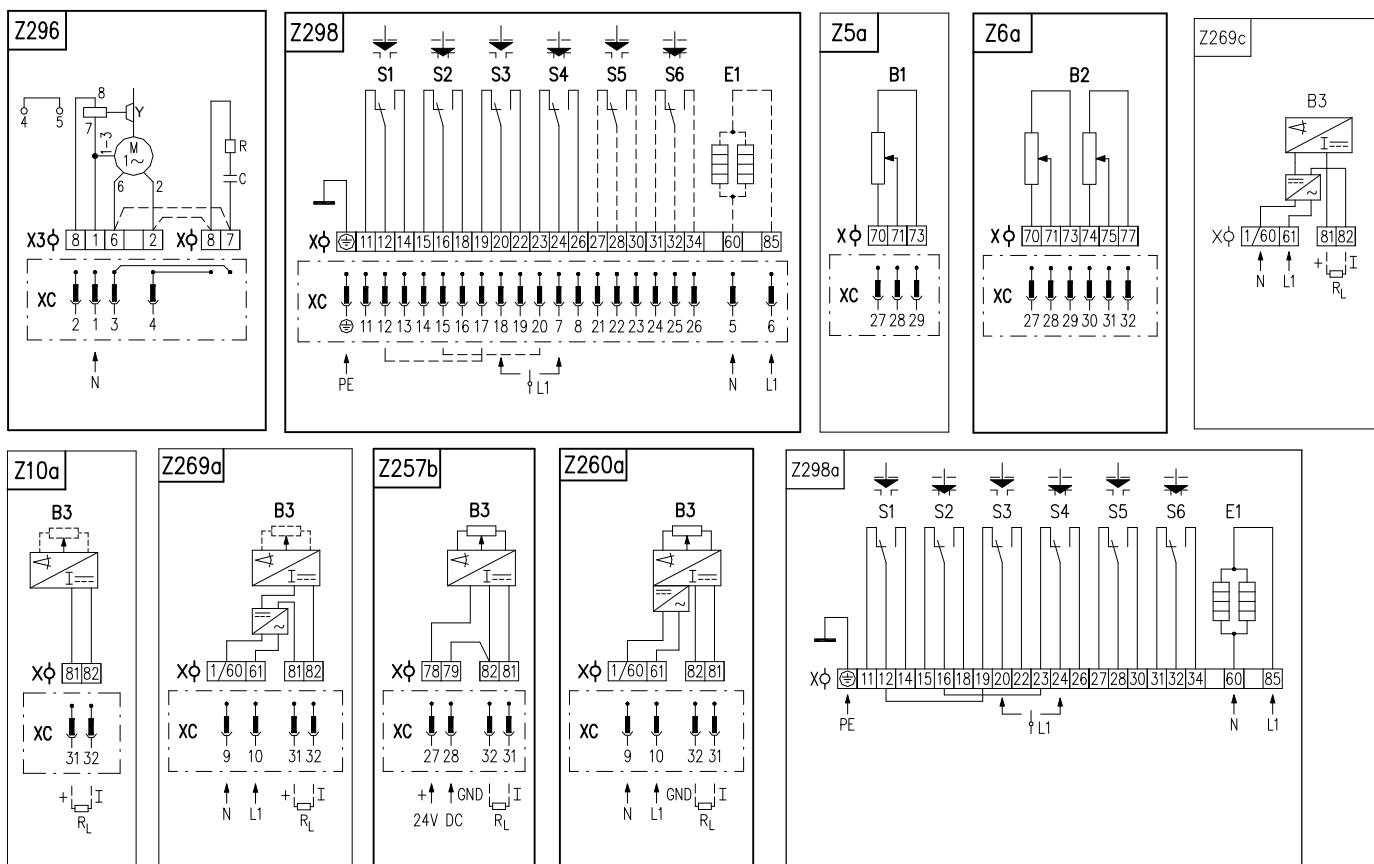 Z296
8
4 5
7
Y
1-3
M
1~
R
6 2
C
X3 8 1 6 2 X 8 7
XC
2 1 3 4
N
Z298
S1 S2 S3 S4 S5 S6 E1
X 11 12 14 15 16 18 19 20 22 23 24 26 27 28 30 31 32 34 60 85
XC
11 12 13 14 15 16 17 18 19 20 7 8 21 22 23 24 25 26 5 6
PE L1 N L1
Z5a
B1
X 70 71 73
XC
27 28 29
Z6a
B2
X 70 71 73 74 75 77
XC
27 28 29 30 31 32
Z269c
B3
I
~
X 1/60 61 81 82
N L1 + I
RL
Z10a
B3
I
X 81 82
XC
31 32
+ I
RL
Z269a
B3
I
~
X 1/60 61 81 82
XC
9 10 31 32
N L1 + I
RL
Z257b
B3
I
X 78 79 82 81
XC
27 28 32 31
+ GND I
24V DC RL
Z260a
B3
I
~
X 1/60 61 82 81
XC
9 10 32 31
N L1 GND I
RL
Z298a
S1 S2 S3 S4 S5 S6 E1
X 11 12 14 15 16 18 19 20 22 23 24 26 27 28 30 31 32 34 60 85
PE L1 N L1